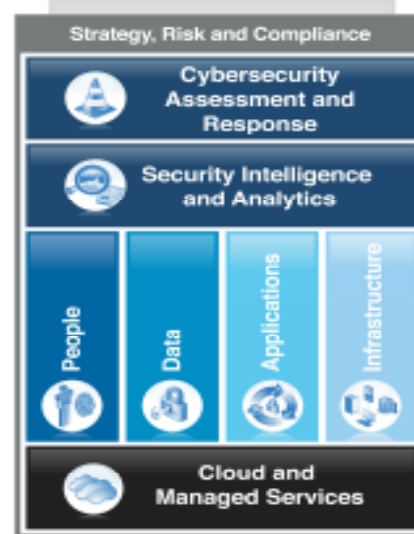 Strategy, Risk and Compliance
Cybersecurity
Assessment and
Response
Security Intelligence
and Analytics
People
Data
Applications
Infrastructure
Cloud and
Managed Services